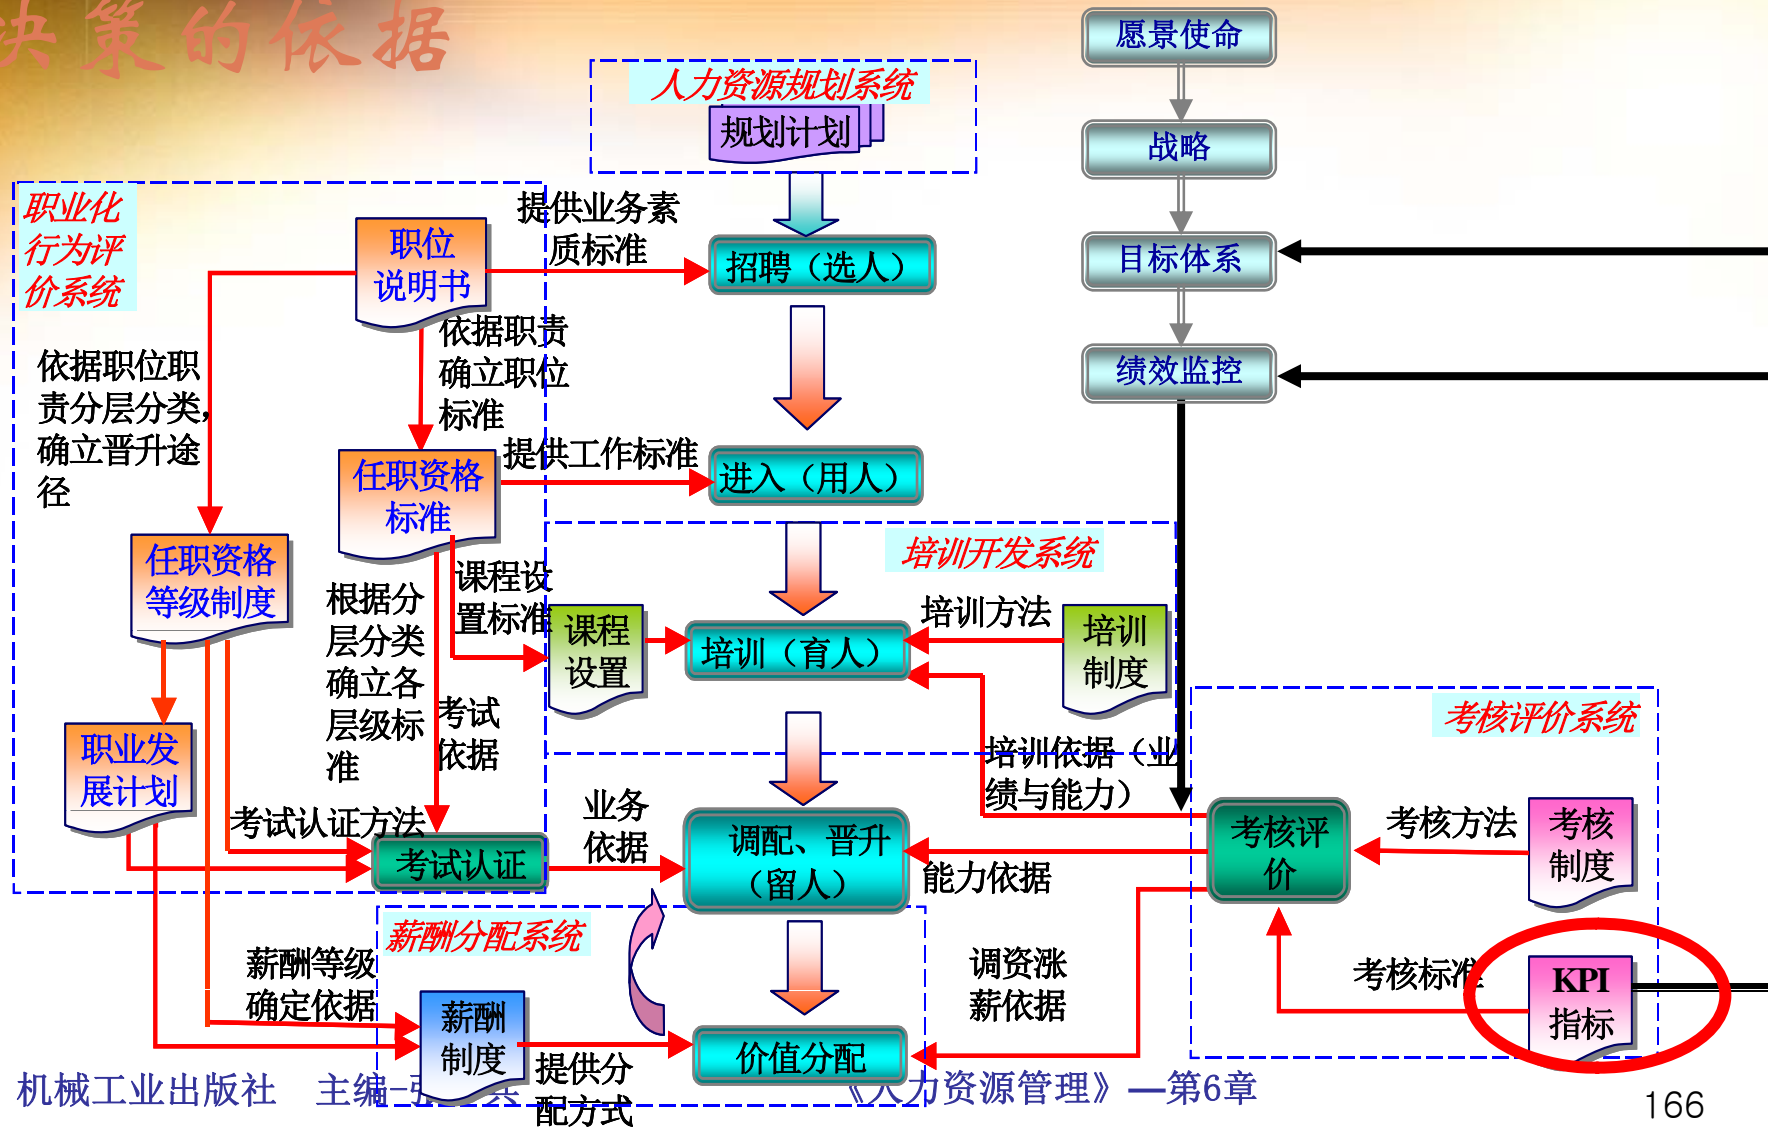 决策的依据
愿景使命
人力资源规划系统
规划计划
战略
职业化
行为评
价系统
提供业务素
质标准
职位
说明书
招聘（选人）
目标体系
依据职责
确立职位
标准
依据职位职
责分层分类，
确立晋升途
径
绩效监控
任职资格
标准
提供工作标准
进入（用人）
任职资格
等级制度
培训开发系统
课程设
置标准
根据分
层分类
确立各
层级标
准
课程
设置
培训（育人）
培训方法
培训
制度
考试
依据
职业发
展计划
培训依据（业
绩与能力）
考核评价系统
考试认证方法
考试认证
业务
依据
调配、晋升
（留人）
能力依据
考核评
价
考核方法
考核
制度
薪酬分配系统
薪酬等级
确定依据
薪酬
制度
提供分
配方式
价值分配
调资涨
薪依据
考核标准
KPI
指标
机械工业出版社 主编-张 《人力资源管理》—第6章
166